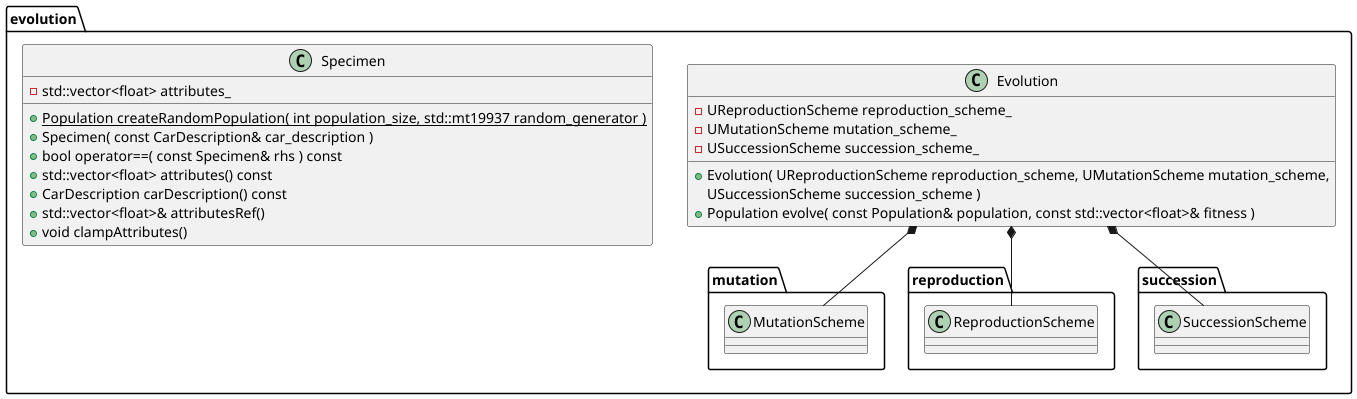 evolution
C Specimen
std::vector<float> attributes_
Population createRandomPopulation( int population_size, std::mt19937 random_generator )
Specimen( const CarDescription& car_description )
bool operator==( const Specimen& rhs ) const
std::vector<float> attributes() const
CarDescription carDescription() const
std::vector<float>& attributesRef()
void clampAttributes()
C Evolution
UReproductionScheme reproduction_scheme_
UMutationScheme mutation_scheme_
USuccessionScheme succession_scheme_
Evolution( UReproductionScheme reproduction_scheme, UMutationScheme mutation_scheme,
USuccessionScheme succession_scheme )
Population evolve( const Population& population, const std::vector<float>& fitness )
mutation
C MutationScheme
reproduction
C ReproductionScheme
succession
C SuccessionScheme